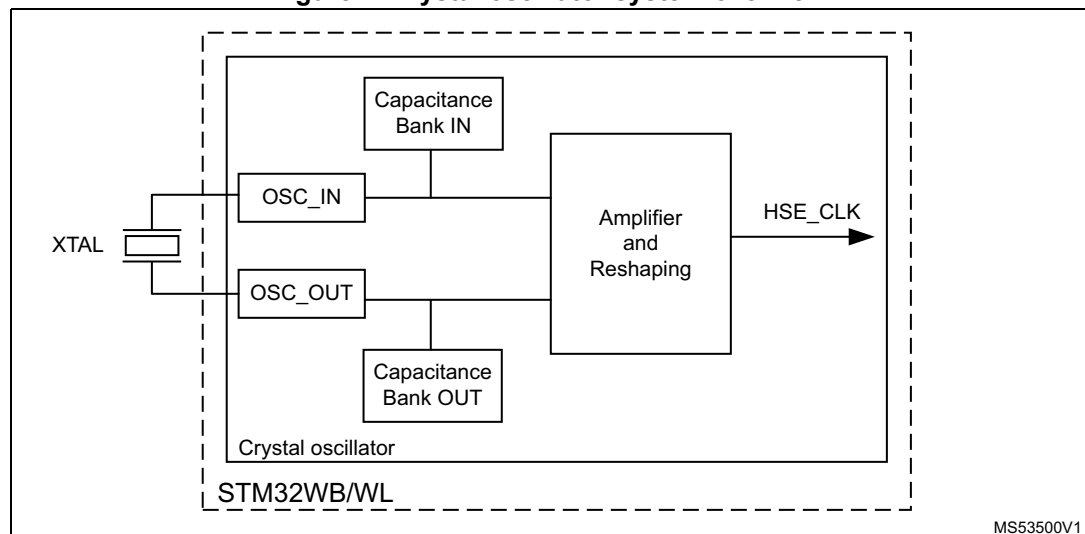 Capacitance
Bank IN
OSC_IN
Amplifier
and
Reshaping
HSE_CLK
XTAL
OSC_OUT
Capacitance
Bank OUT
Crystal oscillator
STM32WB/WL
MS53500V1